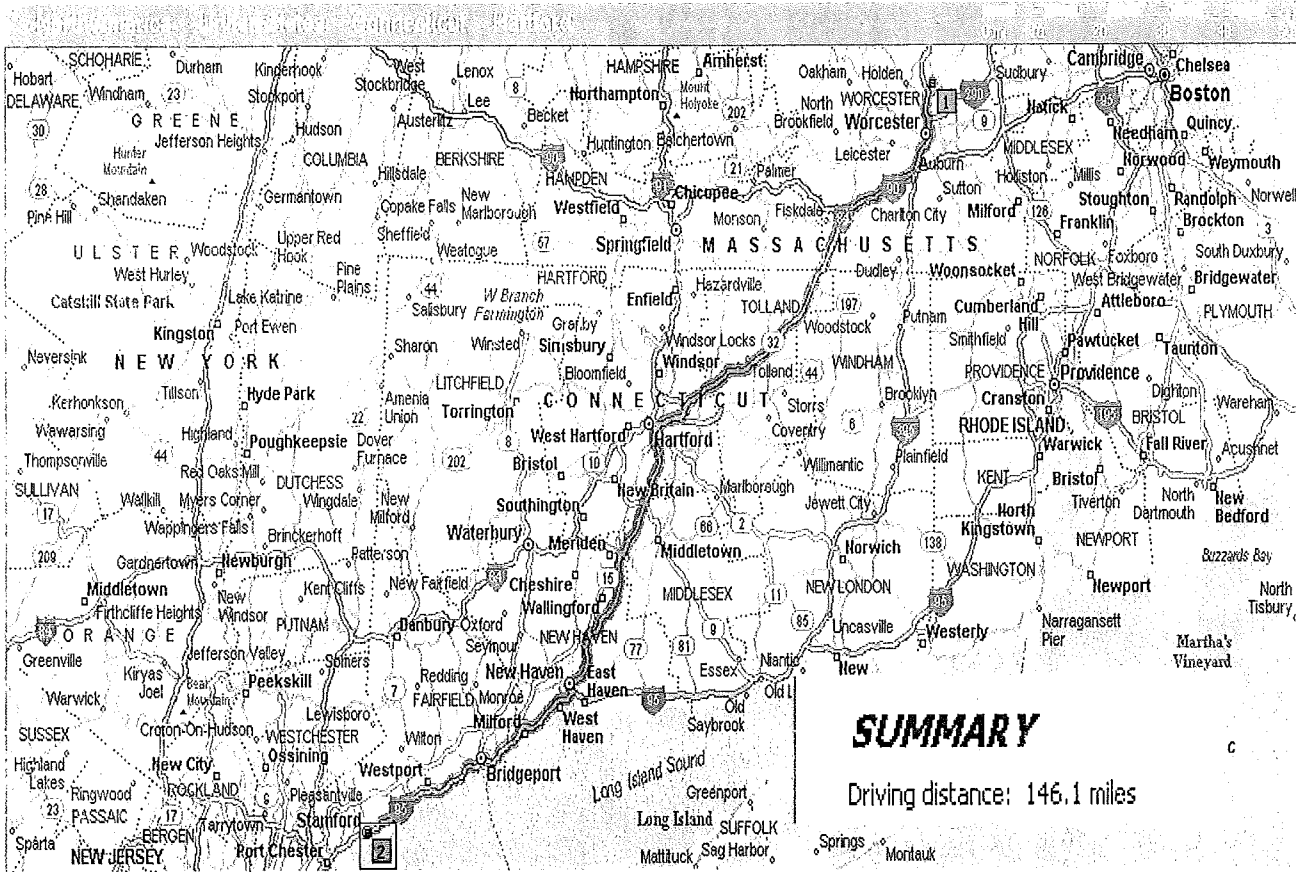 SCHOHARIE Durham Kinderhook West Stockbridge Lenox 8 HAMPSHIRE Amherst Oakham Holden 1 Sudbury Cambridge Chelsea
Hobart Windham 23 Stockport Lee Northampton Mount Holyoke 202 North Brookfield WORCESTER 9 Natick Boston
DELAWARE GREENE Austerlitz Becket Worcester Needham Quincy
30 Jefferson Heights Hudson Huntington Belchertown Leicester Auburn MIDDLESEX Norwood Weymouth
Hunter Mountain COLUMBIA BERKSHIRE 90 HAMPDEN 21 Palmer 90 Holliston Millis
28 Shandaken Germantown Hillsdale New Marlborough 91 Chicopee Sutton Stoughton Randolph Norwell
Pine Hill Copake Falls Westfield Monson Fiskdale Charlton City Milford 126 Franklin Brockton
ULSTER Woodstock Upper Red Hook Sheffield Weatogue 57 Springfield MASSACHUSETTS 3
West Hurley Pine Plains HARTFORD Dudley Woonsocket NORFOLK Foxboro South Duxbury
Catskill State Park Lake Katrine 44 Enfield Hazardville TOLLAND 197 West Bridgewater Bridgewater
Kingston Port Ewen Salisbury W Branch Farmington Woodstock Putnam Cumberland Hill Attleboro PLYMOUTH
Neversink NEW YORK Sharon Winsted Simsbury Windsor Locks 32 Smithfield Pawtucket Taunton
Tillson LITCHFIELD Bloomfield Windsor Tolland 44 WINDHAM PROVIDENCE Providence
Kerhonkson Hyde Park Amenia Union Torrington CONNECTICUT Storrs Brooklyn Cranston Dighton Wareham
Wawarsing Highland 22 8 West Hartford Hartford Coventry 6 RHODE ISLAND BRISTOL
Thompsonville 44 Poughkeepsie Dover Furnace 202 Bristol 10 Willimantic Plainfield Warwick Fall River Acushnet
SULLIVAN Red Oaks Mill DUTCHESS New Britain Marlborough KENT Bristol
17 Wallkill Myers Corner Wingdale New Milford Southington Jewett City North Kingstown Tiverton North Dartmouth New Bedford
Wappingers Falls Brinckerhoff Waterbury 66 2
209 Gardnertown Newburgh Patterson Meriden Middletown Norwich 138 NEWPORT Buzzards Bay
Middletown New Windsor Kent Cliffs New Fairfield Cheshire 15 WASHINGTON Newport North Tisbury
Firthcliffe Heights PUTNAM Wallingford MIDDLESEX 11 NEW LONDON 95
ORANGE Danbury Oxford NEW HAVEN 9 85 Uncasville Westerly Narragansett Pier
Greenville Jefferson Valley Somers Seymour 77 81 Niantic New Martha's Vineyard
Kiryas Joel Bear Mountain Peekskill 7 Redding New Haven East Haven Essex
Warwick Lewisboro FAIRFIELD Monroe 95 Old
SUSSEX Croton-On-Hudson WESTCHESTER Wilton Milford West Haven Old Saybrook
Highland Lakes New City Ossining Westport Bridgeport Long Island Sound
Ringwood ROCKLAND Pleasantville 95 Greenport
23 PASSAIC 17 Tarrytown Stamford Long Island SUFFOLK
Sparta BERGEN Port Chester 2 Mattituck Sag Harbor Springs Montauk
NEW JERSEY
SUMMARY
Driving distance: 146.1 miles